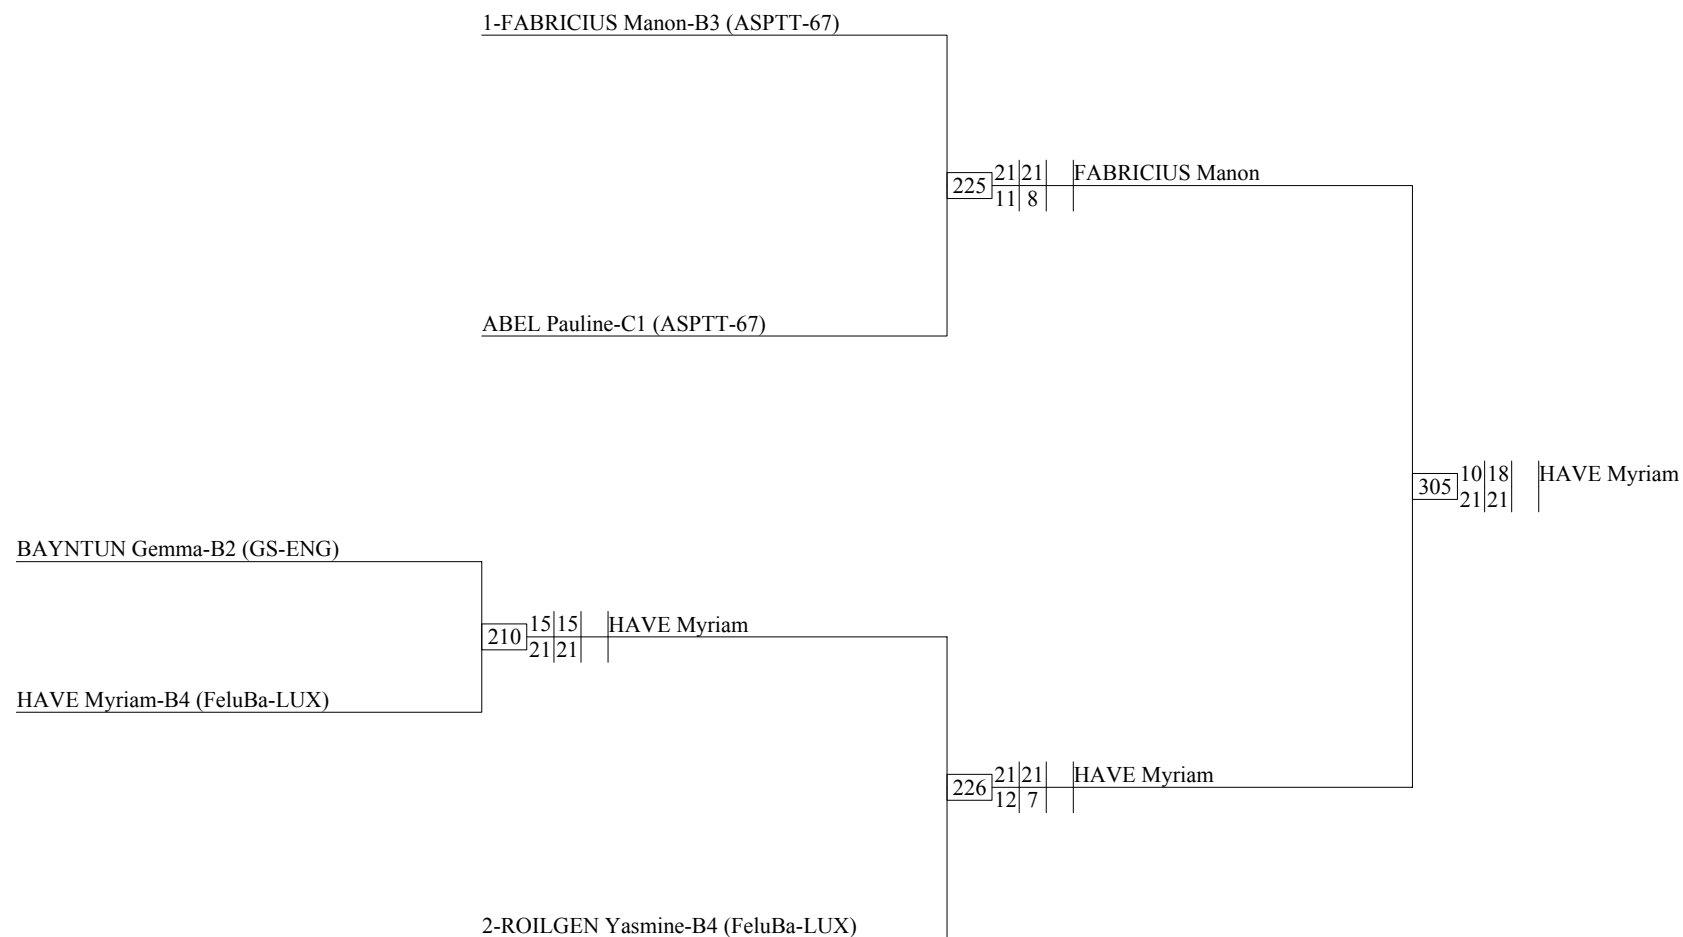 1-FABRICIUS Manon-B3 (ASPTT-67)
225 21 21 FABRICIUS Manon
11 8
ABEL Pauline-C1 (ASPTT-67)
305 10 18 HAVE Myriam
21 21
BAYNTUN Gemma-B2 (GS-ENG)
210 15 15 HAVE Myriam
21 21
HAVE Myriam-B4 (FeluBa-LUX)
226 21 21 HAVE Myriam
12 7
2-ROILGEN Yasmine-B4 (FeluBa-LUX)